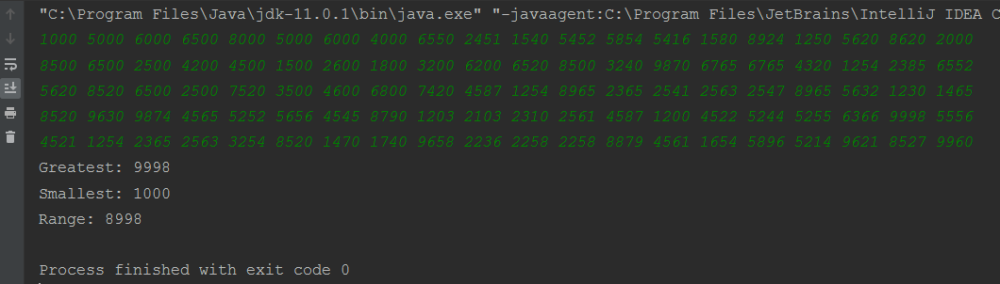 "C:\Program Files\Java\jdk-11.0.1\bin\java.exe" "-javaagent:C:\Program Files\JetBrains\IntelliJ IDEA C
1000 5000 6000 6500 8000 5000 6000 4000 6550 2451 1540 5452 5854 5416 1580 8924 1250 5620 8620 2000
8500 6500 2500 4200 4500 1500 2600 1800 3200 6200 6520 8500 3240 9870 6765 6765 4320 1254 2385 6552
5620 8520 6500 2500 7520 3500 4600 6800 7420 4587 1254 8965 2365 2541 2563 2547 8965 5632 1230 1465
8520 9630 9874 4565 5252 5656 4545 8790 1203 2103 2310 2561 4587 1200 4522 5244 5255 6366 9998 5556
4521 1254 2365 2563 3254 8520 1470 1740 9658 2236 2258 2258 8879 4561 1654 5896 5214 9621 8527 9960
Greatest: 9998
Smallest: 1000
Range: 8998
Process finished with exit code 0